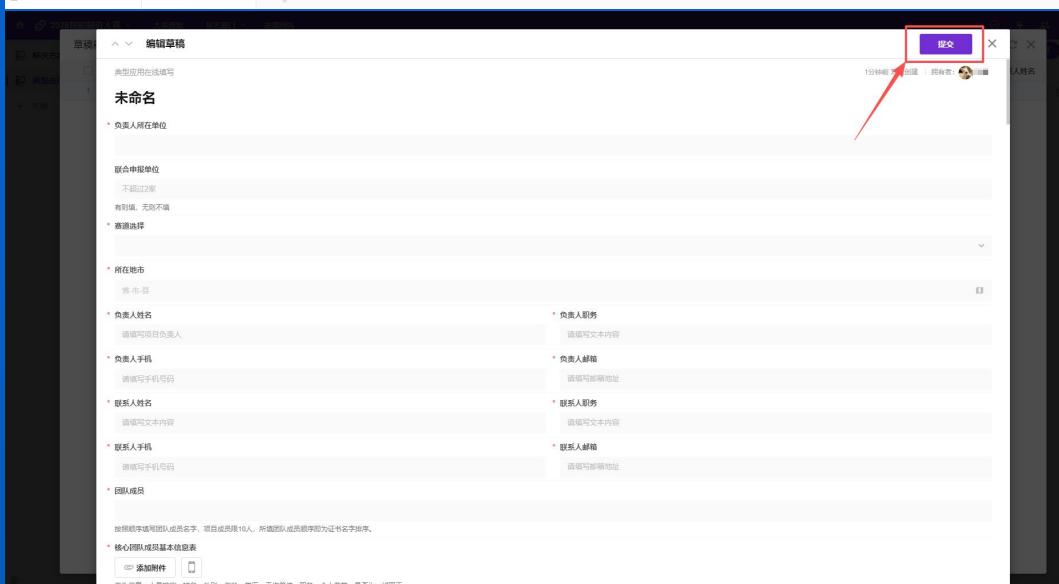 编辑草稿
提交
典型应用在线填写
拥有者:
未命名
* 负责人所在单位
联合申报单位
不超过2家
有则填，无则不填
* 赛道选择
* 所在地市
省-市-县
* 负责人姓名
* 负责人职务
请填写项目负责人
请填写文本内容
* 负责人手机
* 负责人邮箱
请填写手机号码
请填写邮箱地址
* 联系人姓名
* 联系人职务
请填写文本内容
请填写文本内容
* 联系人手机
* 联系人邮箱
请填写手机号码
请填写邮箱地址
* 团队成员
按照顺序填写团队成员名字，项目成员限10人，所填团队成员顺序即为证书名字排序。
* 核心团队成员基本信息表
添加附件